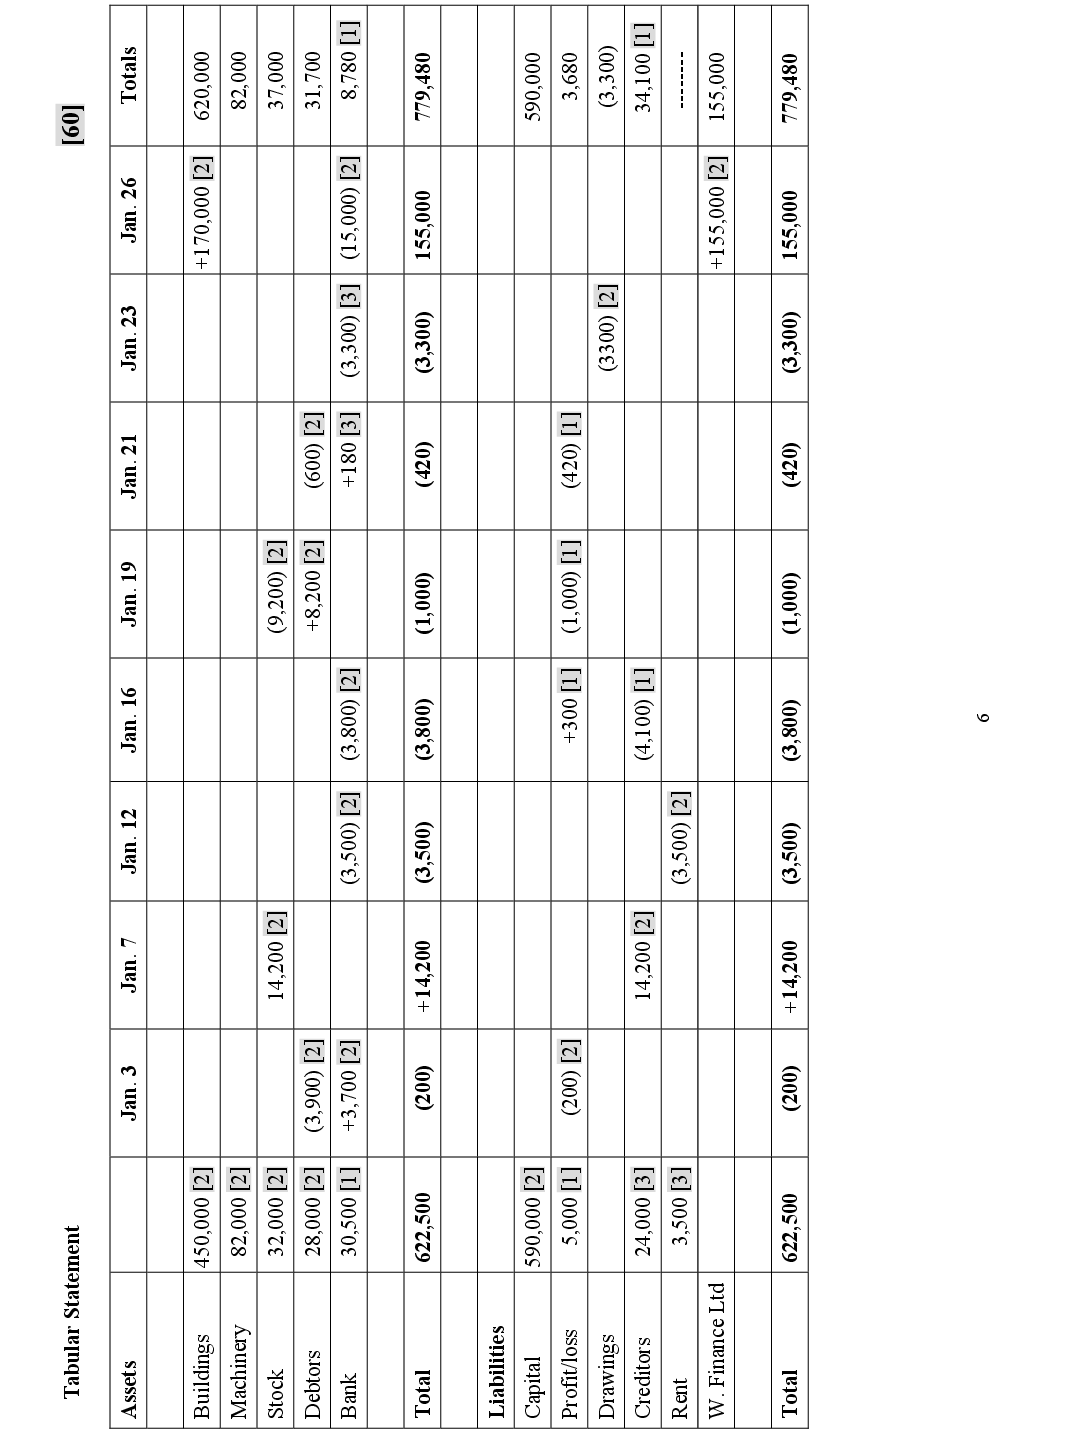 Tabular Statement [60]
Assets Jan. 3 Jan. 7 Jan. 12 Jan. 16 Jan. 19 Jan. 21 Jan. 23 Jan. 26 Totals
Buildings 450,000 [2] +170,000 [2] 620,000
Machinery 82,000 [2] 82,000
Stock 32,000 [2] 14,200 [2] (9,200) [2] 37,000
Debtors 28,000 [2] (3,900) [2] +8,200 [2] (600) [2] 31,700
Bank 30,500 [1] +3,700 [2] (3,500) [2] (3,800) [2] +180 [3] (3,300) [3] (15,000) [2] 8,780 [1]
Total 622,500 (200) +14,200 (3,500) (3,800) (1,000) (420) (3,300) 155,000 779,480
Liabilities
Capital 590,000 [2] 590,000
Profit/loss 5,000 [1] (200) [2] +300 [1] (1,000) [1] (420) [1] 3,680
Drawings (3300) [2] (3,300)
Creditors 24,000 [3] 14,200 [2] (4,100) [1] 34,100 [1]
Rent 3,500 [3] (3,500) [2] --------
W. Finance Ltd +155,000 [2] 155,000
Total 622,500 (200) +14,200 (3,500) (3,800) (1,000) (420) (3,300) 155,000 779,480
6